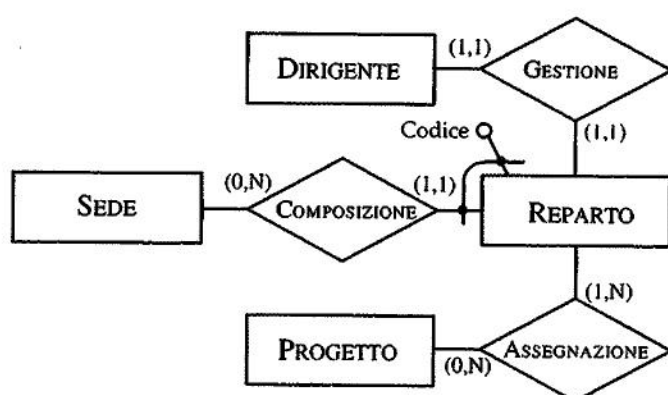 (1,1)
DIRIGENTE
GESTIONE
Codice
(1,1)
(0,N)
(1,1)
SEDE
COMPOSIZIONE
REPARTO
(1,N)
PROGETTO
(0,N)
ASSEGNAZIONE